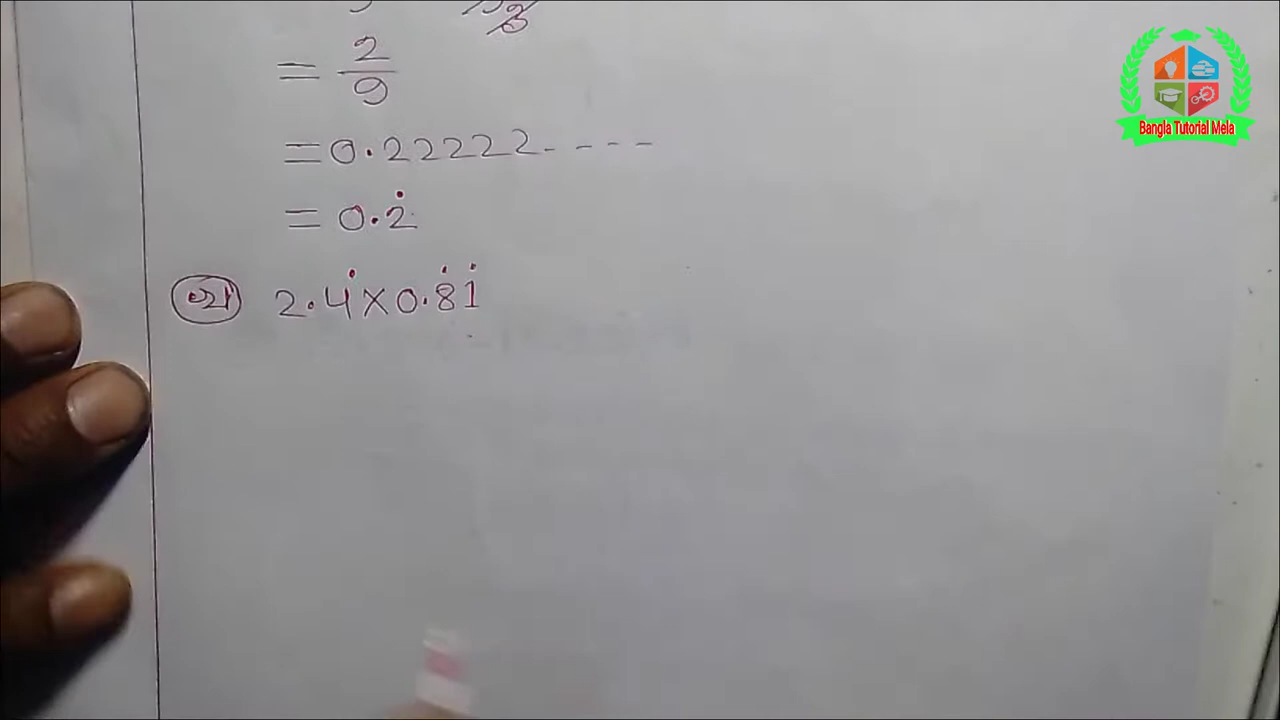 = 2/9
= 0.22222----
= 0.2̇
2.4̇ × 0.8̇1̇
Bangla Tutorial Mela